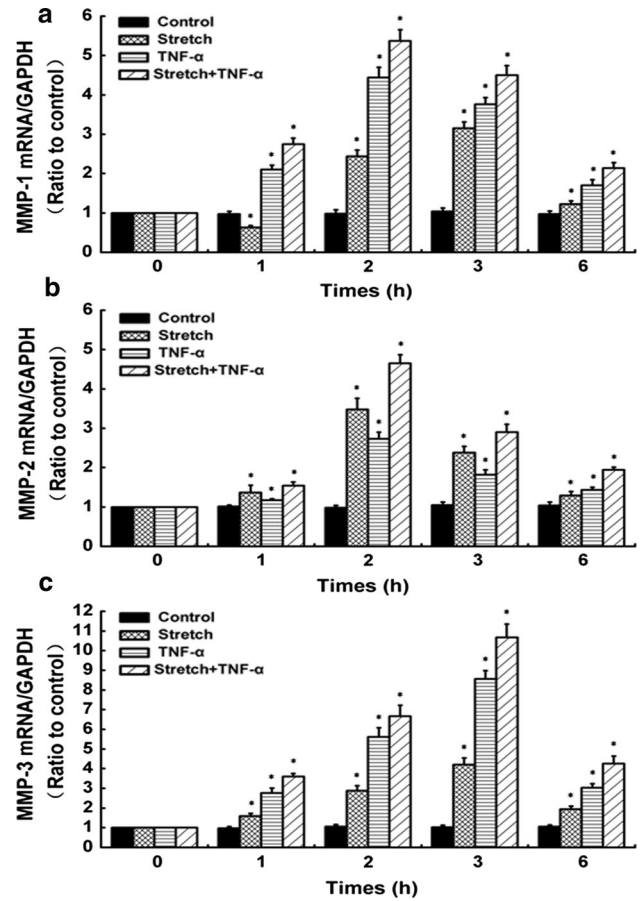 a
MMP-1 mRNA/GAPDH
(Ratio to control)
6
5
4
3
2
1
0
Control
Stretch
TNF-α
Stretch+TNF-α
* * *
* * *
* * *
* * *
0 1 2 3 6
Times (h)
b
MMP-2 mRNA/GAPDH
(Ratio to control)
6
5
4
3
2
1
0
Control
Stretch
TNF-α
Stretch+TNF-α
* * *
* * *
* * *
* * *
0 1 2 3 6
Times (h)
c
MMP-3 mRNA/GAPDH
(Ratio to control)
12
11
10
9
8
7
6
5
4
3
2
1
0
Control
Stretch
TNF-α
Stretch+TNF-α
* * *
* * *
* * *
* * *
0 1 2 3 6
Times (h)